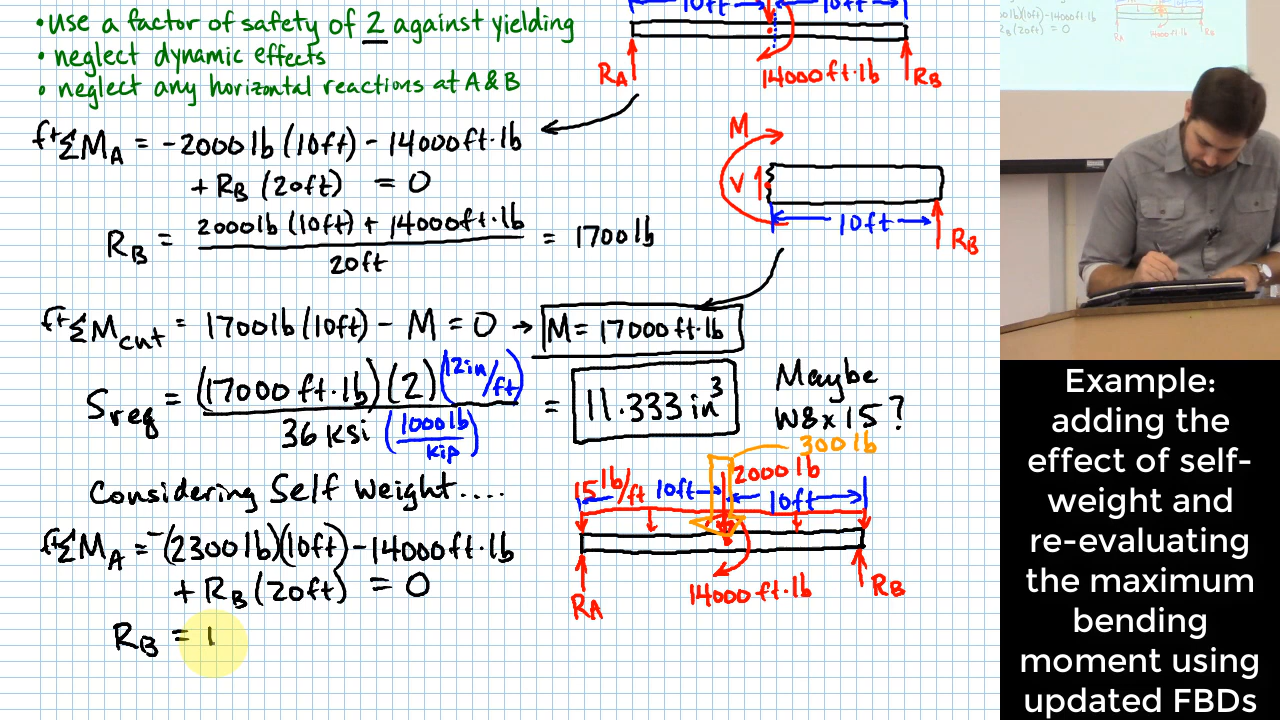 • Use a factor of safety of 2 against yielding
• neglect dynamic effects
• neglect any horizontal reactions at A & B
10ft
10ft
RA
14000 ft·lb
RB
ΣMA = -2000 lb (10ft) - 14000 ft·lb
+ RB (20ft) = 0
RB = 2000 lb (10ft) + 14000 ft·lb / 20ft = 1700 lb
M
V
10ft
RB
ΣMcut = 1700 lb (10ft) - M = 0 → M = 17000 ft·lb
Sreq = (17000 ft·lb)(2)(12in/ft) / 36 ksi (1000 lb/kip) = 11.333 in³
Maybe
W8x15?
Considering Self Weight....
300 lb
2000 lb
15 lb/ft
10ft
10ft
ΣMA = -(2300 lb)(10ft) - 14000 ft·lb
+ RB (20ft) = 0
RA
14000 ft·lb
RB
RB = 1
Example:
adding the
effect of self-
weight and
re-evaluating
the maximum
bending
moment using
updated FBDs